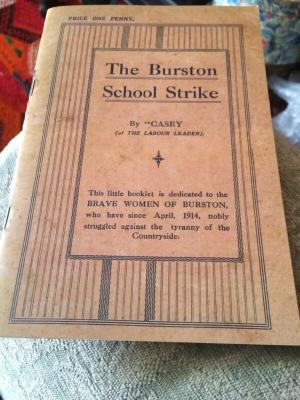 PRICE ONE PENNY.
The Burston
School Strike
By "CASEY
(of THE LABOUR LEADER).
This little booklet is dedicated to the
BRAVE WOMEN OF BURSTON,
who have since April, 1914, nobly
struggled against the tyranny of the
Countryside.